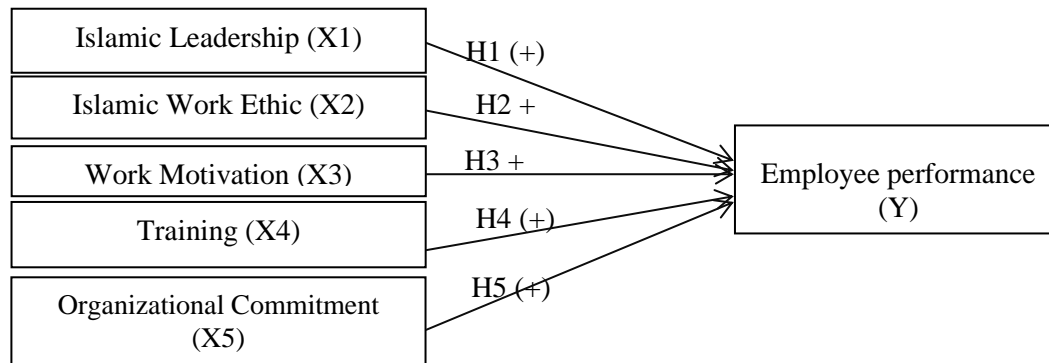 Islamic Leadership (X1)
H1 (+)
Islamic Work Ethic (X2)
H2 +
Work Motivation (X3)
H3 +
Training (X4)
H4 (+)
Organizational Commitment
(X5)
H5 (+)
Employee performance
(Y)